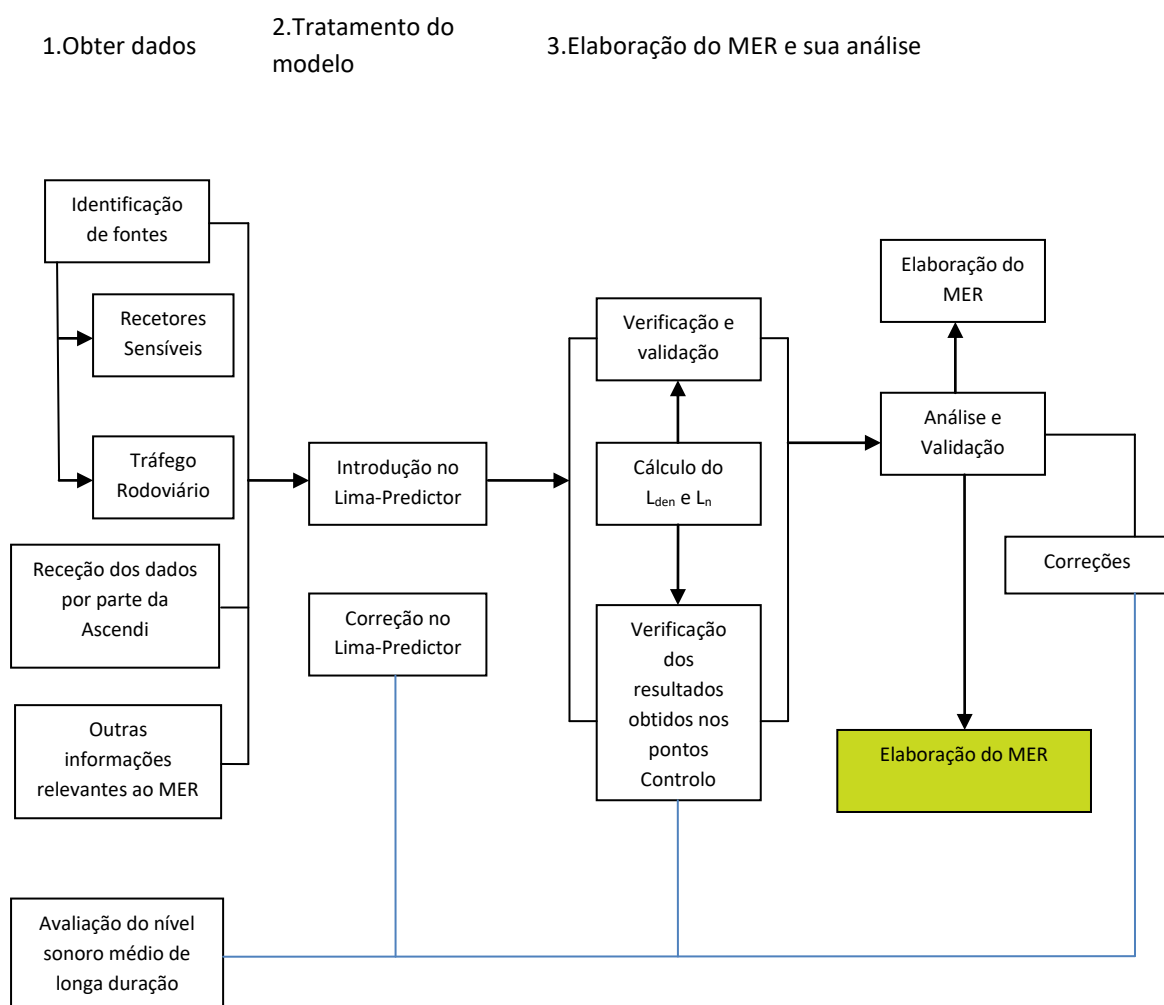 1.Obter dados
2.Tratamento do
modelo
3.Elaboração do MER e sua análise
Identificação
de fontes
Recetores
Sensíveis
Tráfego
Rodoviário
Receção dos dados
por parte da
Ascendi
Outras
informações
relevantes ao MER
Avaliação do nível
sonoro médio de
longa duração
Introdução no
Lima-Predictor
Correção no
Lima-Predictor
Verificação e
validação
Cálculo do
Lden e Ln
Verificação
dos
resultados
obtidos nos
pontos
Controlo
Elaboração do
MER
Análise e
Validação
Correções
Elaboração do MER